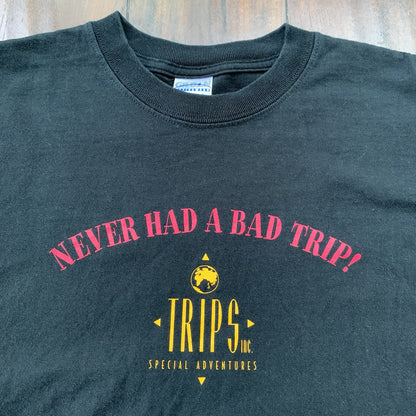 NEVER HAD A BAD TRIP!
TRIPS INC.
SPECIAL ADVENTURES